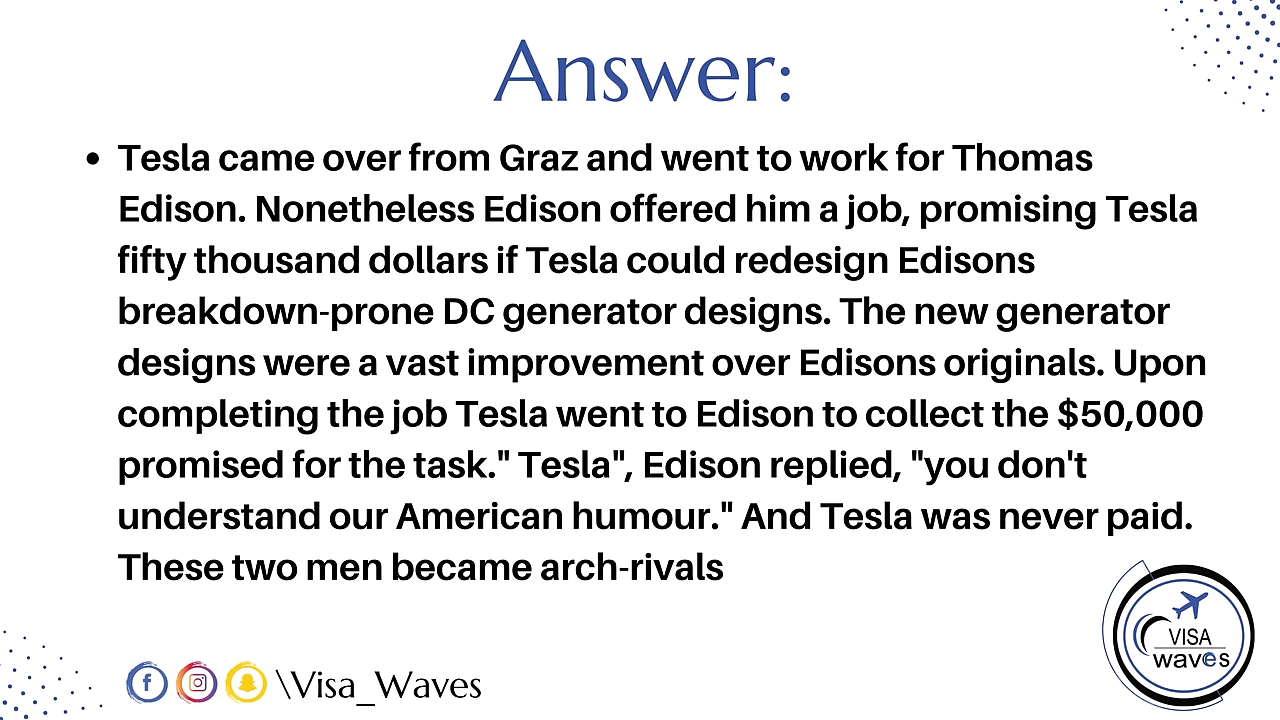 Answer:
• Tesla came over from Graz and went to work for Thomas
Edison. Nonetheless Edison offered him a job, promising Tesla
fifty thousand dollars if Tesla could redesign Edisons
breakdown-prone DC generator designs. The new generator
designs were a vast improvement over Edisons originals. Upon
completing the job Tesla went to Edison to collect the $50,000
promised for the task." Tesla", Edison replied, "you don't
understand our American humour." And Tesla was never paid.
These two men became arch-rivals
VISA
waves
\Visa_Waves